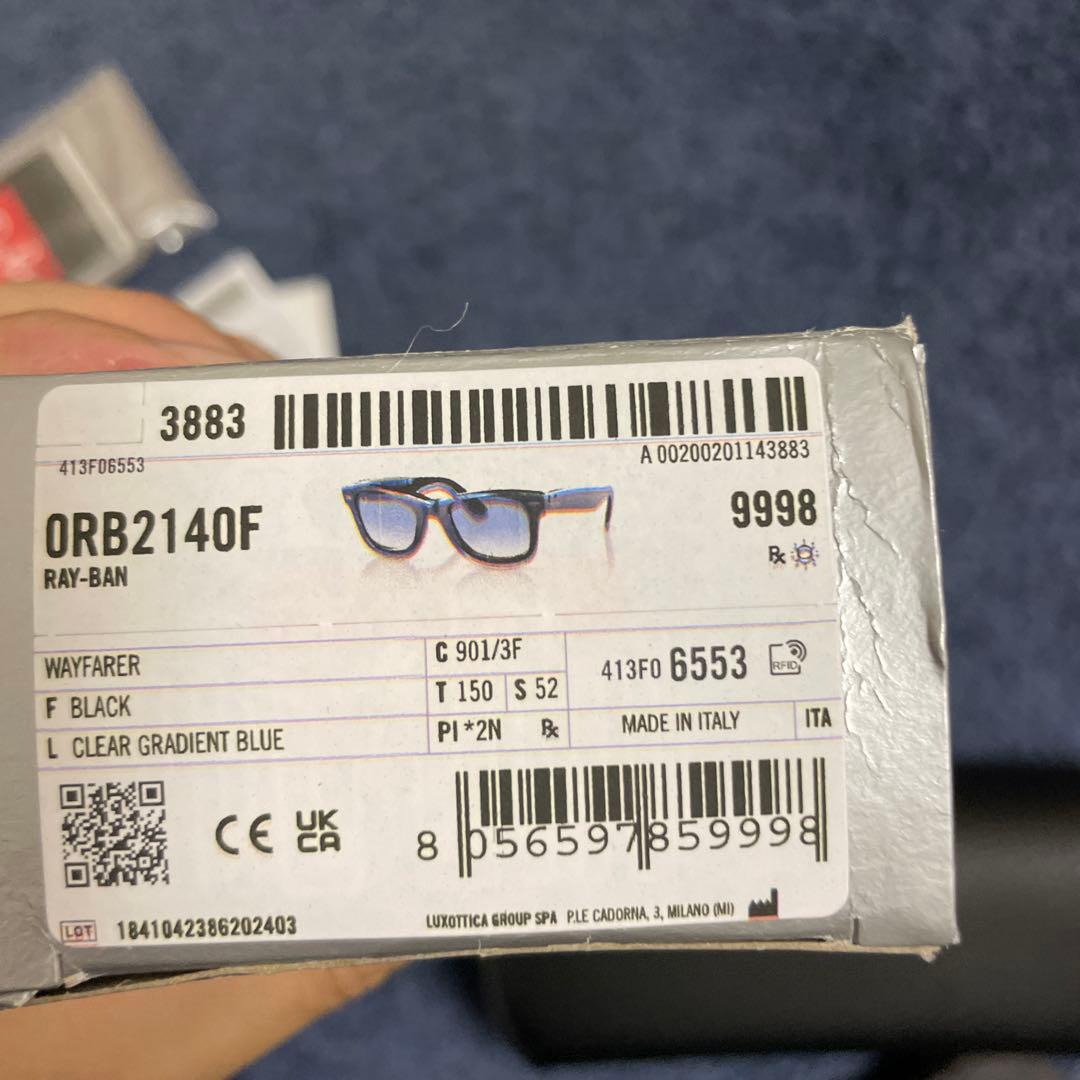 3883
A 00200201143883
413F06553
0RB2140F
9998
RAY-BAN
Rx
WAYFARER
C 901/3F
413F0 6553
RFID
F BLACK
T 150
S 52
L CLEAR GRADIENT BLUE
PI *2N
Rx
MADE IN ITALY
ITA
CE
UK
CA
8 056597 859998
LOT 1841042386202403
LUXOTTICA GROUP SPA P.LE CADORNA, 3, MILANO (MI)